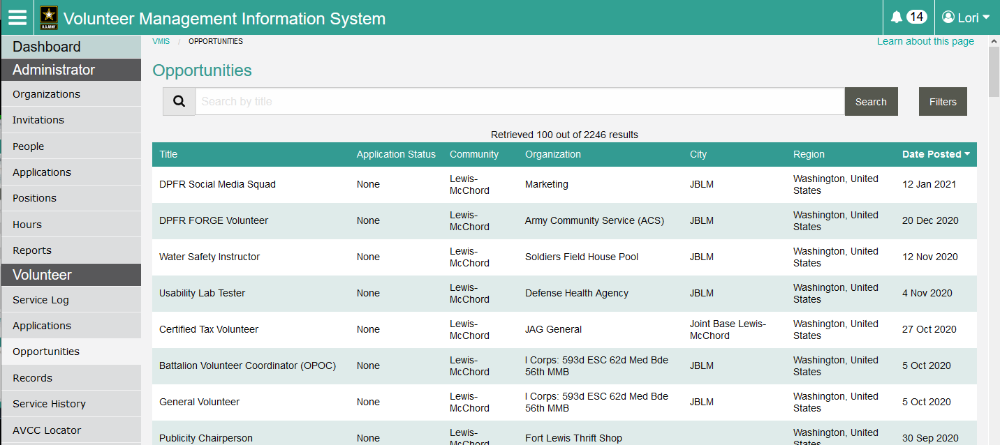 U.S. ARMY
Volunteer Management Information System
14
Lori
Dashboard
Administrator
Organizations
Invitations
People
Applications
Positions
Hours
Reports
Volunteer
Service Log
Applications
Opportunities
Records
Service History
AVCC Locator
VMIS / OPPORTUNITIES
Learn about this page
Opportunities
Search by title
Search
Filters
Retrieved 100 out of 2246 results
Title Application Status Community Organization City Region Date Posted
DPFR Social Media Squad None Lewis-McChord Marketing JBLM Washington, United States 12 Jan 2021
DPFR FORGE Volunteer None Lewis-McChord Army Community Service (ACS) JBLM Washington, United States 20 Dec 2020
Water Safety Instructor None Lewis-McChord Soldiers Field House Pool JBLM Washington, United States 12 Nov 2020
Usability Lab Tester None Lewis-McChord Defense Health Agency JBLM Washington, United States 4 Nov 2020
Certified Tax Volunteer None Lewis-McChord JAG General Joint Base Lewis-McChord Washington, United States 27 Oct 2020
Battalion Volunteer Coordinator (OPOC) None Lewis-McChord I Corps: 593d ESC 62d Med Bde 56th MMB JBLM Washington, United States 5 Oct 2020
General Volunteer None Lewis-McChord I Corps: 593d ESC 62d Med Bde 56th MMB JBLM Washington, United States 5 Oct 2020
Publicity Chairperson None Lewis-McChord Fort Lewis Thrift Shop Washington, United States 30 Sep 2020